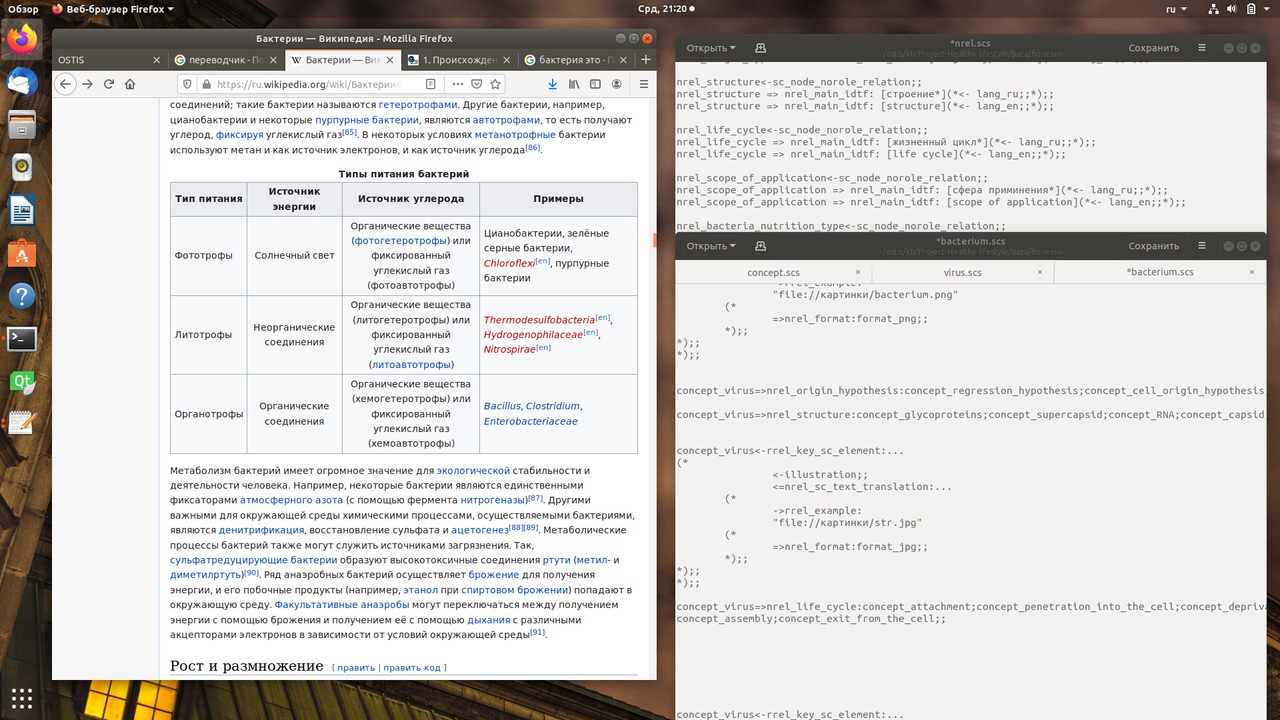 Обзор
Веб-браузер Firefox
Срд, 21:20
ru
Бактерии — Википедия - Mozilla Firefox
OSTIS
переводчик - По
Бактерии — Вик
1. Происхожден
бактерия это - П
https://ru.wikipedia.org/wiki/Бактерии
соединений; такие бактерии называются гетеротрофами. Другие бактерии, например,
цианобактерии и некоторые пурпурные бактерии, являются автотрофами, то есть получают
углерод, фиксируя углекислый газ[85]. В некоторых условиях метанотрофные бактерии
используют метан и как источник электронов, и как источник углерода[86].
Типы питания бактерий
Тип питания
Источник
энергии
Источник углерода
Примеры
Фототрофы
Солнечный свет
Органические вещества
(фотогетеротрофы) или
фиксированный
углекислый газ
(фотоавтотрофы)
Цианобактерии, зелёные
серные бактерии,
Chloroflexi[en], пурпурные
бактерии
Литотрофы
Неорганические
соединения
Органические вещества
(литогетеротрофы) или
фиксированный
углекислый газ
(литоавтотрофы)
Thermodesulfobacteria[en],
Hydrogenophilaceae[en],
Nitrospirae[en]
Органотрофы
Органические
соединения
Органические вещества
(хемогетеротрофы) или
фиксированный
углекислый газ
(хемоавтотрофы)
Bacillus, Clostridium,
Enterobacteriaceae
Метаболизм бактерий имеет огромное значение для экологической стабильности и
деятельности человека. Например, некоторые бактерии являются единственными
фиксаторами атмосферного азота (с помощью фермента нитрогеназы)[87]. Другими
важными для окружающей среды химическими процессами, осуществляемыми бактериями,
являются денитрификация, восстановление сульфата и ацетогенез[88][89]. Метаболические
процессы бактерий также могут служить источниками загрязнения. Так,
сульфатредуцирующие бактерии образуют высокотоксичные соединения ртути (метил- и
диметилртуть)[90]. Ряд анаэробных бактерий осуществляет брожение для получения
энергии, и его побочные продукты (например, этанол при спиртовом брожении) попадают в
окружающую среду. Факультативные анаэробы могут переключаться между получением
энергии с помощью брожения и получением её с помощью дыхания с различными
акцепторами электронов в зависимости от условий окружающей среды[91].
Рост и размножение [ править | править код ]
Открыть
*nrel.scs
~/ostis/kb/Project-Healthy-lifestyle/baza/болезни
Сохранить
nrel_structure<-sc_node_norole_relation;;
nrel_structure => nrel_main_idtf: [строение*](*<- lang_ru;;*);;
nrel_structure => nrel_main_idtf: [structure](*<- lang_en;;*);;
nrel_life_cycle<-sc_node_norole_relation;;
nrel_life_cycle => nrel_main_idtf: [жизненный цикл*](*<- lang_ru;;*);;
nrel_life_cycle => nrel_main_idtf: [life cycle](*<- lang_en;;*);;
nrel_scope_of_application<-sc_node_norole_relation;;
nrel_scope_of_application => nrel_main_idtf: [сфера приминения*](*<- lang_ru;;*);;
nrel_scope_of_application => nrel_main_idtf: [scope of application](*<- lang_en;;*);;
nrel_bacteria_nutrition_type<-sc_node_norole_relation;;
Открыть
*bacterium.scs
~/ostis/kb/Project-Healthy-lifestyle/baza/болезни
Сохранить
concept.scs
virus.scs
*bacterium.scs
->rrel_example:
"file://картинки/bacterium.png"
(*
=>nrel_format:format_png;;
*);;
*);;
*);;
concept_virus=>nrel_origin_hypothesis:concept_regression_hypothesis;concept_cell_origin_hypothesis
concept_virus=>nrel_structure:concept_glycoproteins;concept_supercapsid;concept_RNA;concept_capsid
concept_virus<-rrel_key_sc_element:...
(*
<-illustration;;
<=nrel_sc_text_translation:...
(*
->rrel_example:
"file://картинки/str.jpg"
(*
=>nrel_format:format_jpg;;
*);;
*);;
*);;
concept_virus=>nrel_life_cycle:concept_attachment;concept_penetration_into_the_cell;concept_depriva
concept_assembly;concept_exit_from_the_cell;;
concept_virus<-rrel_key_sc_element:...